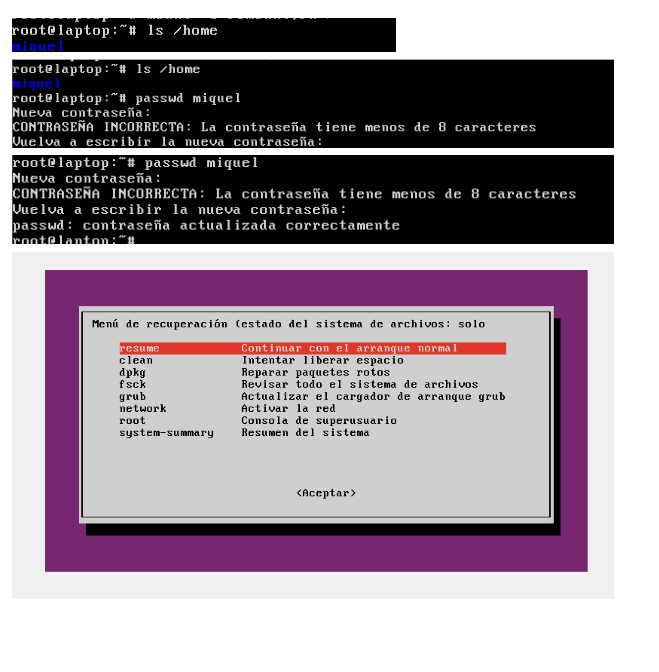 root@laptop:~# ls /home
miquel
root@laptop:~# ls /home
miquel
root@laptop:~# passwd miquel
Nueva contraseña:
CONTRASEÑA INCORRECTA: La contraseña tiene menos de 8 caracteres
Vuelva a escribir la nueva contraseña:
root@laptop:~# passwd miquel
Nueva contraseña:
CONTRASEÑA INCORRECTA: La contraseña tiene menos de 8 caracteres
Vuelva a escribir la nueva contraseña:
passwd: contraseña actualizada correctamente
root@laptop:~#
Menú de recuperación (estado del sistema de archivos: solo
resume Continuar con el arranque normal
clean Intentar liberar espacio
dpkg Reparar paquetes rotos
fsck Revisar todo el sistema de archivos
grub Actualizar el cargador de arranque grub
network Activar la red
root Consola de superusuario
system-summary Resumen del sistema
<Aceptar>